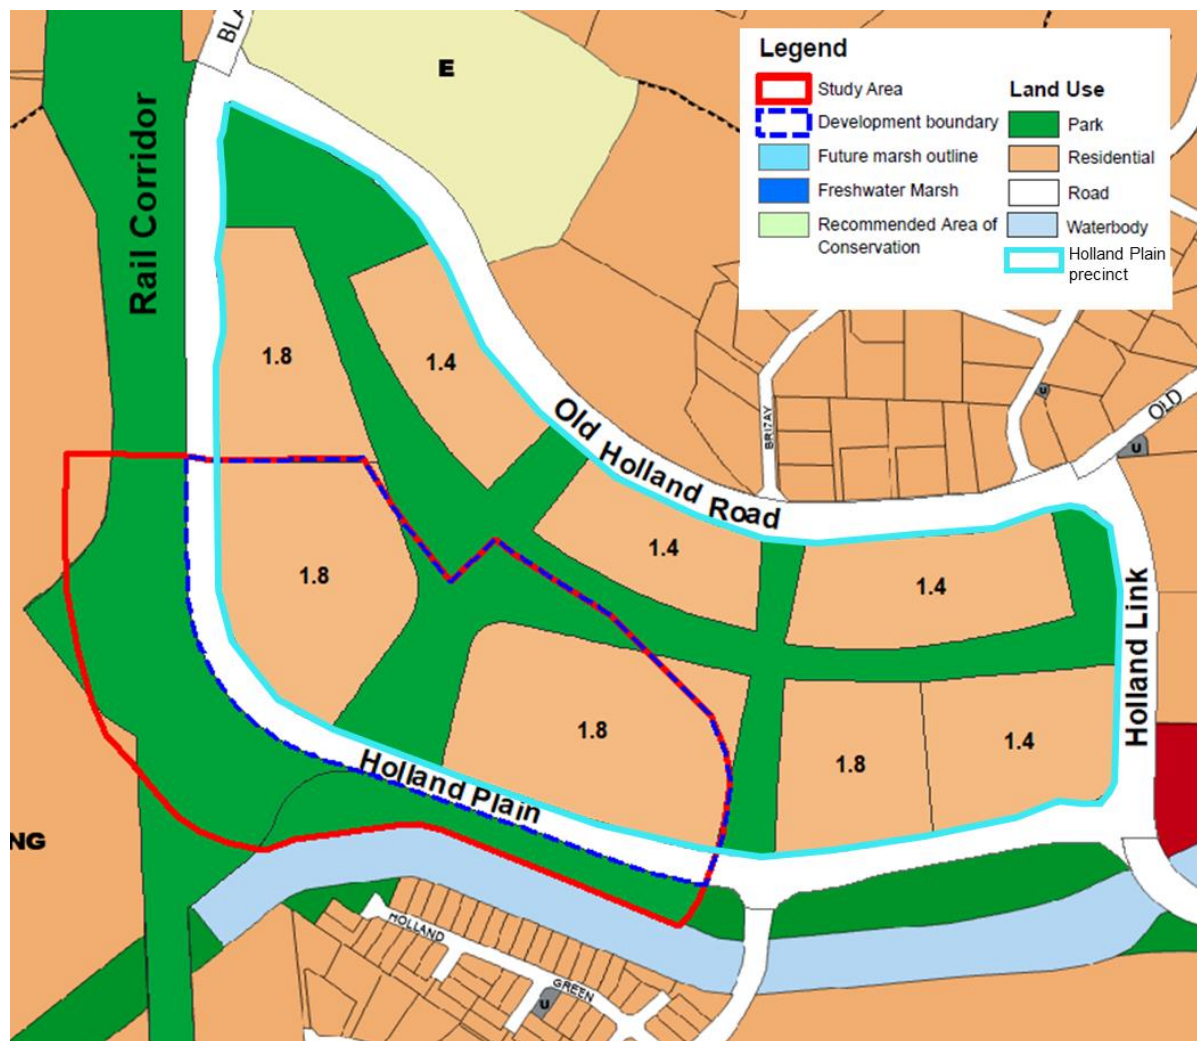 BLA
E
Legend
Study Area
Development boundary
Future marsh outline
Freshwater Marsh
Recommended Area of
Conservation
Land Use
Park
Residential
Road
Waterbody
Holland Plain
precinct
Rail Corridor
1.8
1.4
Old Holland Road
BRIZAY
U
OLD
U
1.4
1.4
1.8
Holland Link
1.8
1.8
1.4
Holland Plain
NG
HOLLAND
GREEN
U